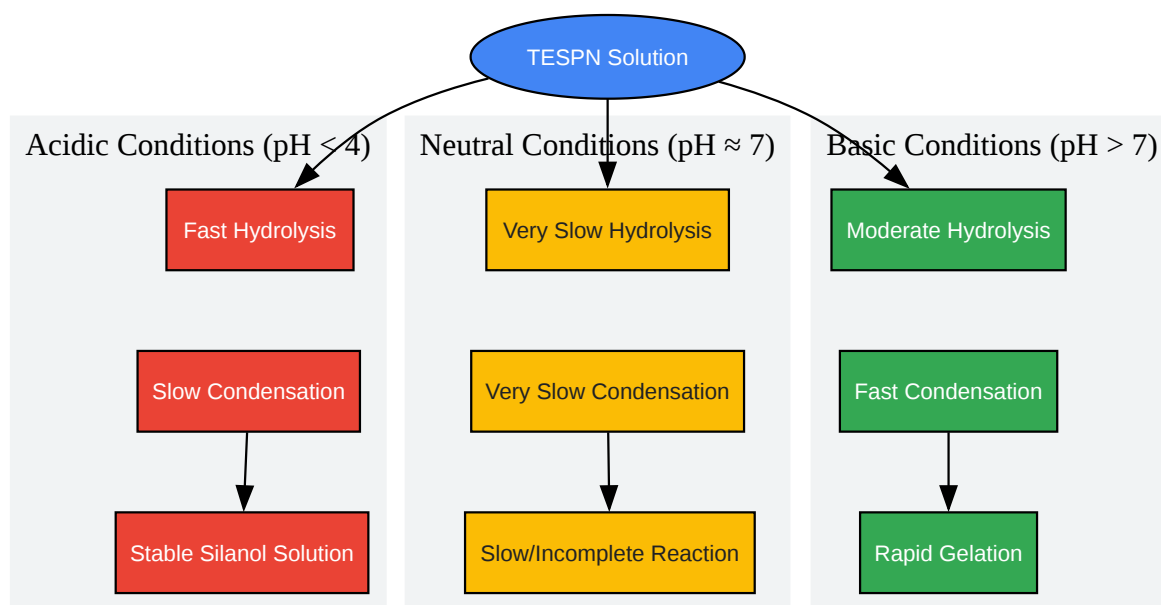 TESPN Solution
Acidic Conditions (pH < 4)
Neutral Conditions (pH ≈ 7)
Basic Conditions (pH > 7)
Fast Hydrolysis
Very Slow Hydrolysis
Moderate Hydrolysis
Slow Condensation
Very Slow Condensation
Fast Condensation
Stable Silanol Solution
Slow/Incomplete Reaction
Rapid Gelation